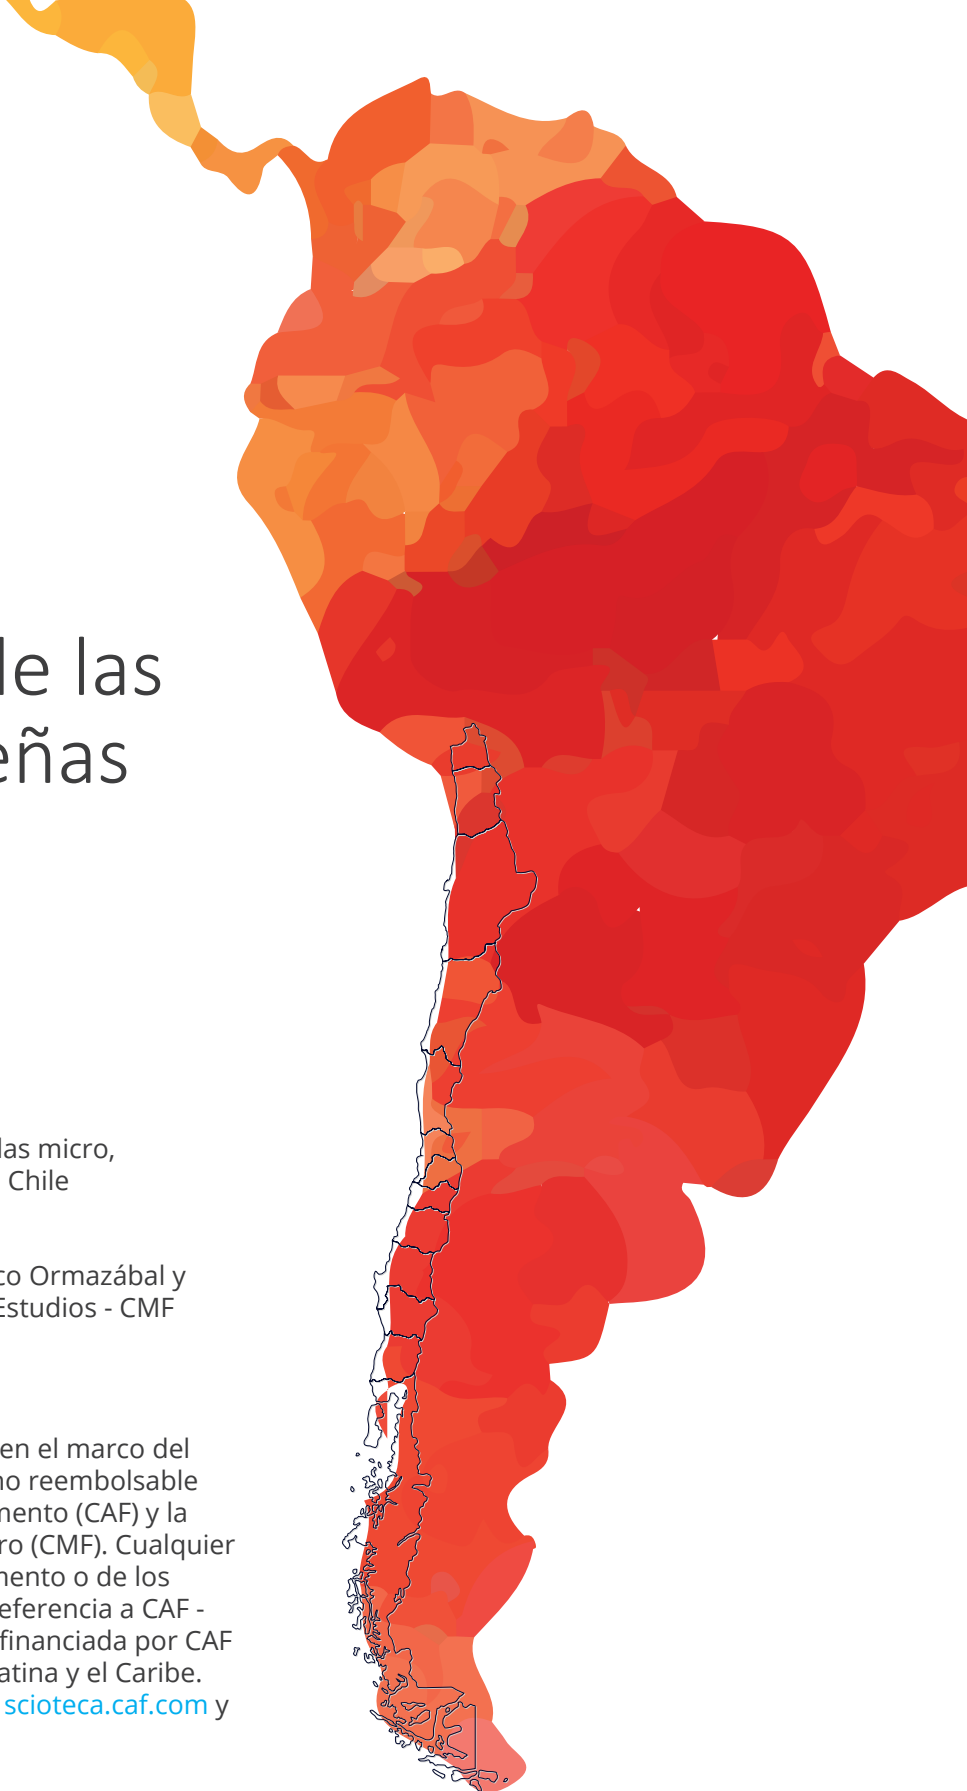 le las
eñas
las micro,
Chile
co Ormazábal y
Estudios - CMF
en el marco del
no reembolsable
mento (CAF) y la
ro (CMF). Cualquier
mento o de los
eferencia a CAF -
financiada por CAF
atina y el Caribe.
scioteca.caf.com y